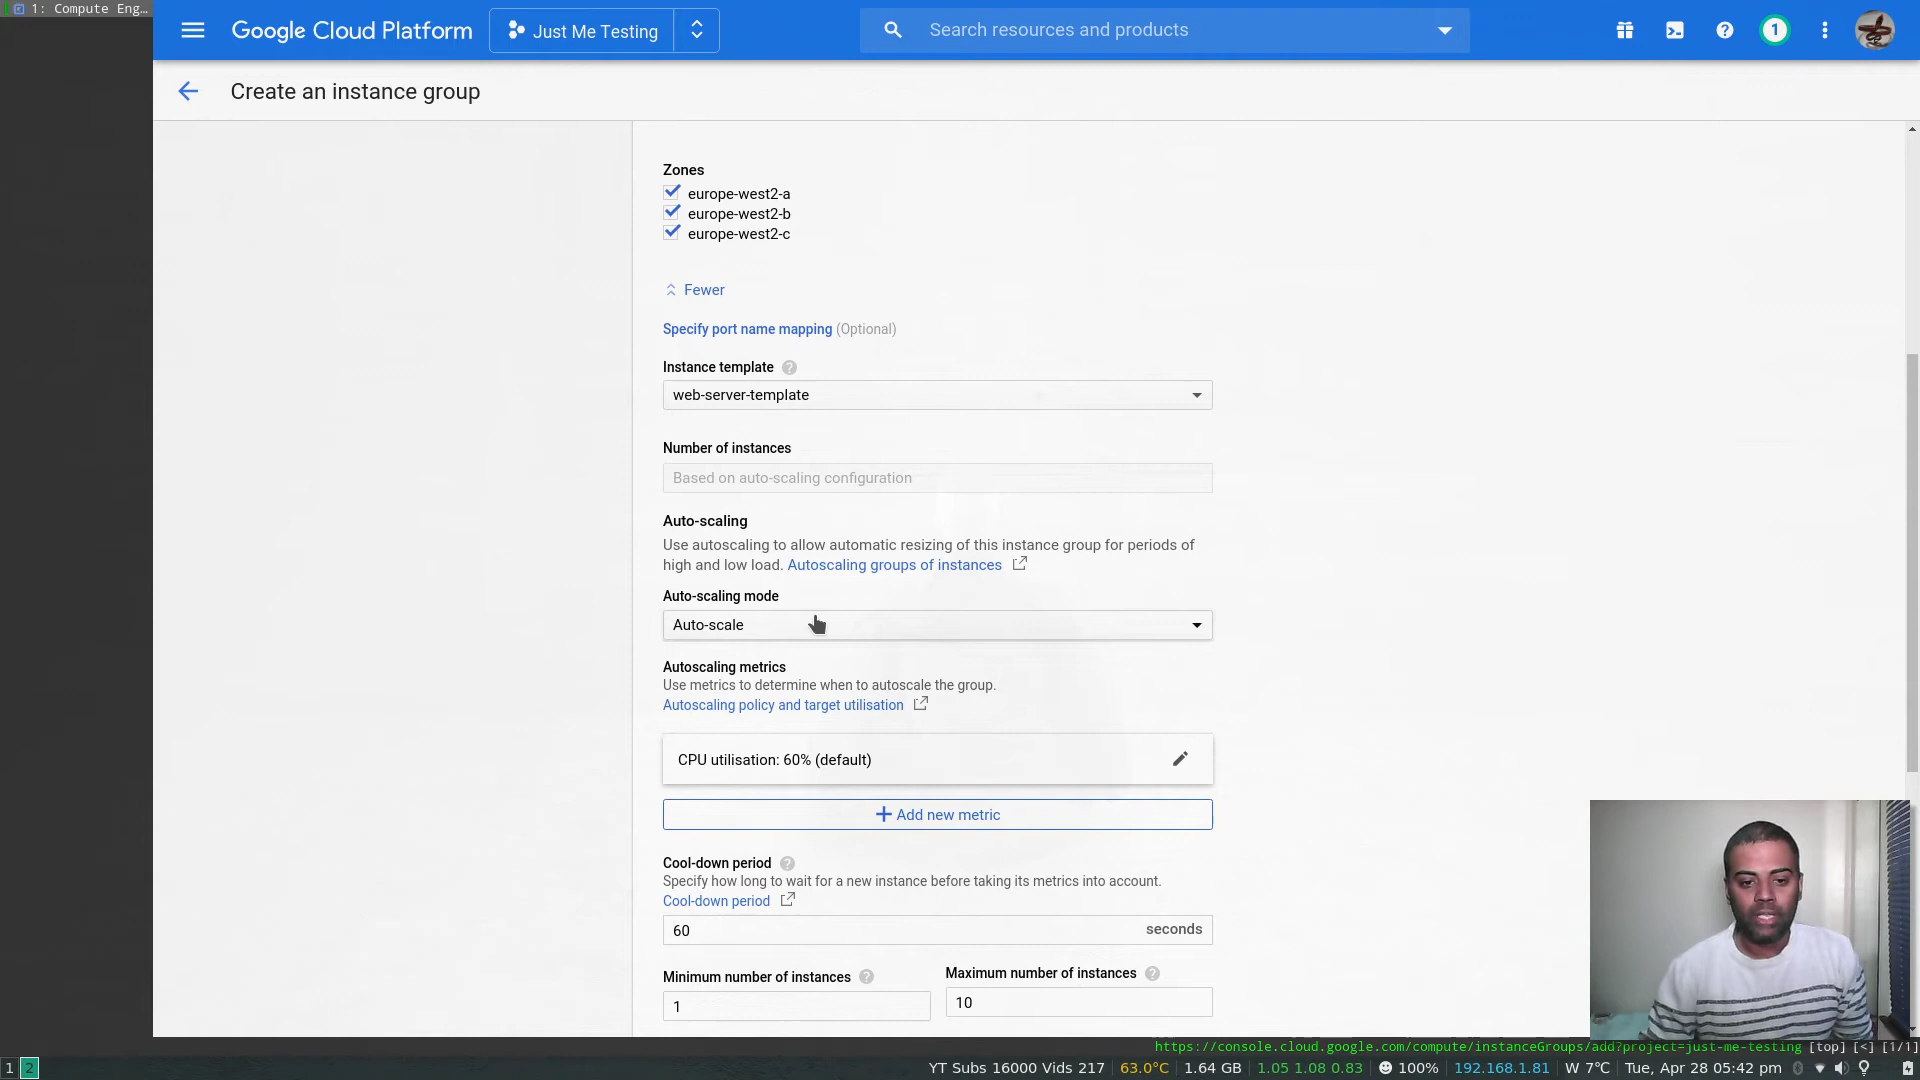 1: Compute Eng…
Google Cloud Platform
Just Me Testing
Search resources and products
1
Create an instance group
Zones
europe-west2-a
europe-west2-b
europe-west2-c
Fewer
Specify port name mapping (Optional)
Instance template
web-server-template
Number of instances
Based on auto-scaling configuration
Auto-scaling
Use autoscaling to allow automatic resizing of this instance group for periods of
high and low load. Autoscaling groups of instances
Auto-scaling mode
Auto-scale
Autoscaling metrics
Use metrics to determine when to autoscale the group.
Autoscaling policy and target utilisation
CPU utilisation: 60% (default)
Add new metric
Cool-down period
Specify how long to wait for a new instance before taking its metrics into account.
Cool-down period
60 seconds
Minimum number of instances
Maximum number of instances
1
10
https://console.cloud.google.com/compute/instanceGroups/add?project=just-me-testing [top] [<] [1/1]
1 2 YT Subs 16000 Vids 217 63.0°C 1.64 GB 1.05 1.08 0.83 100% 192.168.1.81 W 7°C Tue, Apr 28 05:42 pm